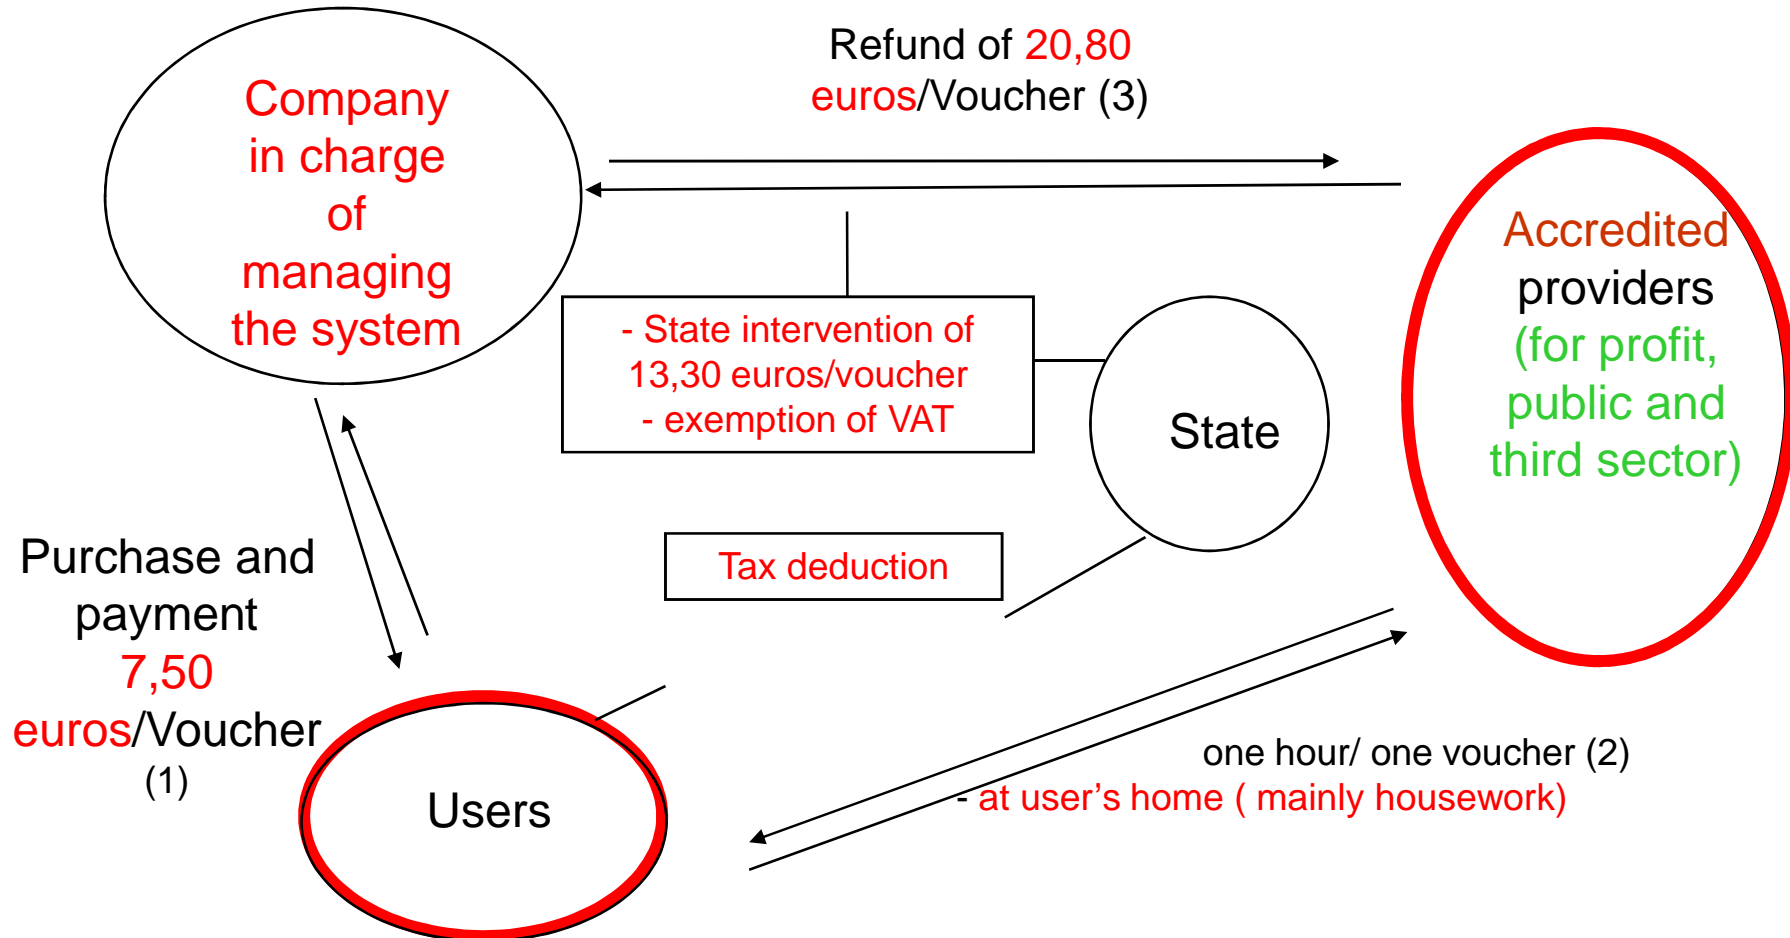 Refund of 20,80
euros/Voucher (3)
Company
in charge
of
managing
the system
Accredited
providers
(for profit,
public and
third sector)
- State intervention of
13,30 euros/voucher
- exemption of VAT
State
Tax deduction
Purchase and
payment
7,50
euros/Voucher
(1)
Users
one hour/ one voucher (2)
- at user’s home ( mainly housework)